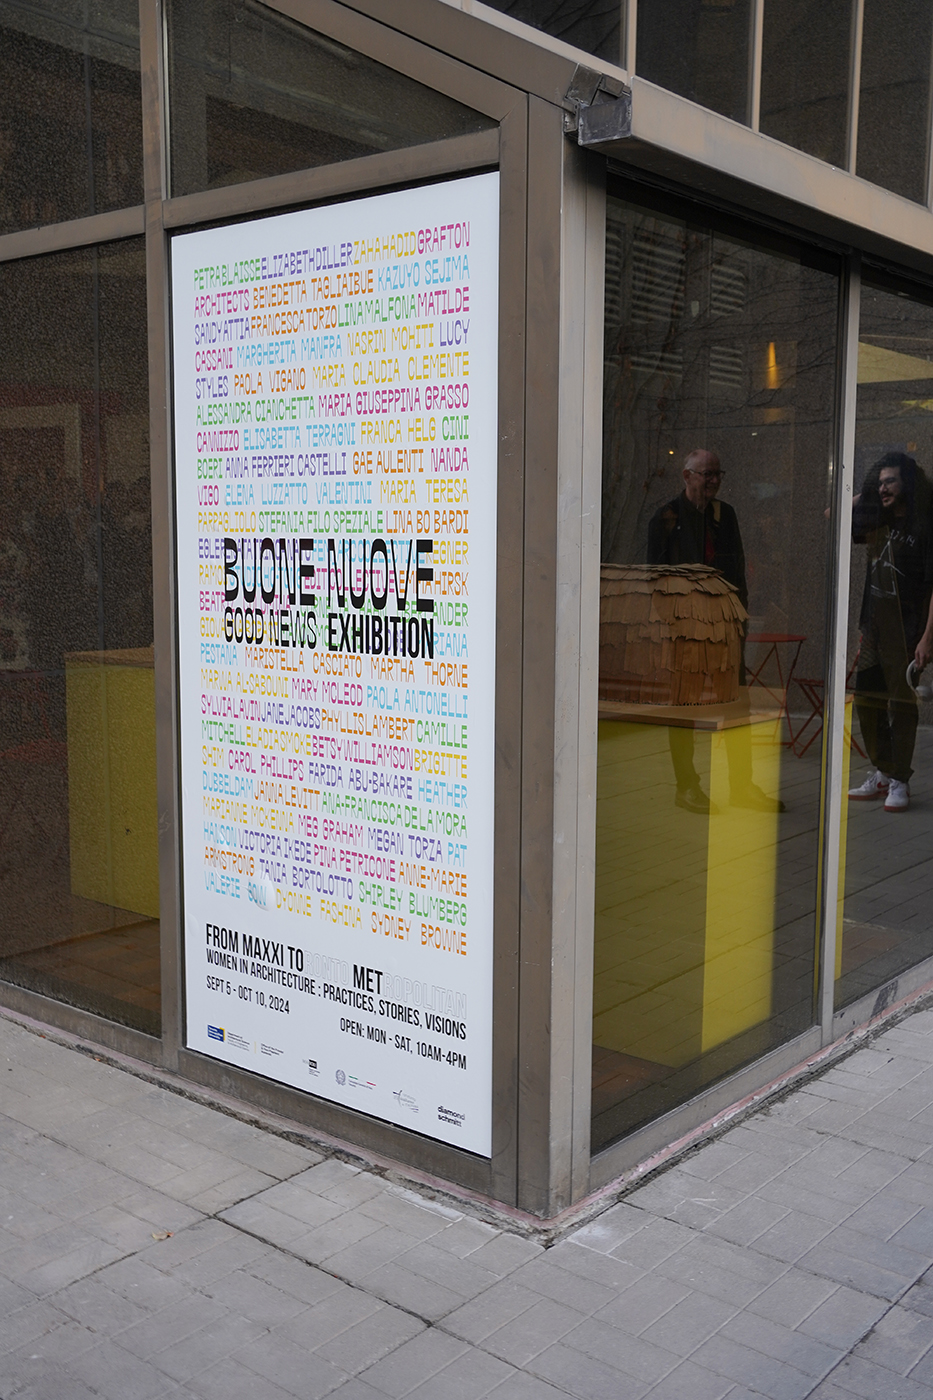 PETRA BLAISSE ELIZABETH DILLER ZAHA HADID GRAFTON
ARCHITECTS BENEDETTA TAGLIABUE KAZUYO SEJIMA
SANDY ATTIA FRANCESCA TORZO LINA MALFONA MATILDE
CASSANI MARGHERITA MANFRA NASRIN MOHITI LUCY
STYLES PAOLA VIGANO MARIA CLAUDIA CLEMENTE
ALESSANDRA CIANCHETTA MARIA GIUSEPPINA GRASSO
CANNIZZO ELISABETTA TERRAGNI FRANCA HELG CINI
BOERI ANNA FERRIERI CASTELLI GAE AULENTI NANDA
VIGO ELENA LUZZATTO VALENTINI MARIA TERESA
PARPAGLIOLO STEFANIA FILO SPEZIALE LINA BO BARDI
BUONE NUOVE
GOOD NEWS EXHIBITION
PESTANA MARISTELLA CASCIATO MARTHA THORNE
MARWA ALSABOUNI MARY MCLEOD PAOLA ANTONELLI
SYLVIA LAVIN JANE JACOBS PHYLLIS LAMBERT CAMILLE
MITCHELL ELADIA SMOKE BETSY WILLIAMSON BRIGITTE
SHIM CAROL PHILLIPS FARIDA ABU-BAKARE HEATHER
DUBBELDAM JANNA LEVITT ANA-FRANCISCA DE LA MORA
MARIANNE MCKENNA MEG GRAHAM MEGAN TORZA PAT
HANSON VICTORIA IKEDE PINA PETRICONE ANNE-MARIE
ARMSTRONG TANIA BORTOLOTTO SHIRLEY BLUMBERG
VALERIE GOW DYONNE FASHINA SYDNEY BROWNE
FROM MAXXI TORONTO METROPOLITAN
WOMEN IN ARCHITECTURE : PRACTICES, STORIES, VISIONS
SEPT 5 - OCT 10, 2024
OPEN: MON - SAT, 10AM-4PM
diamond
schmitt